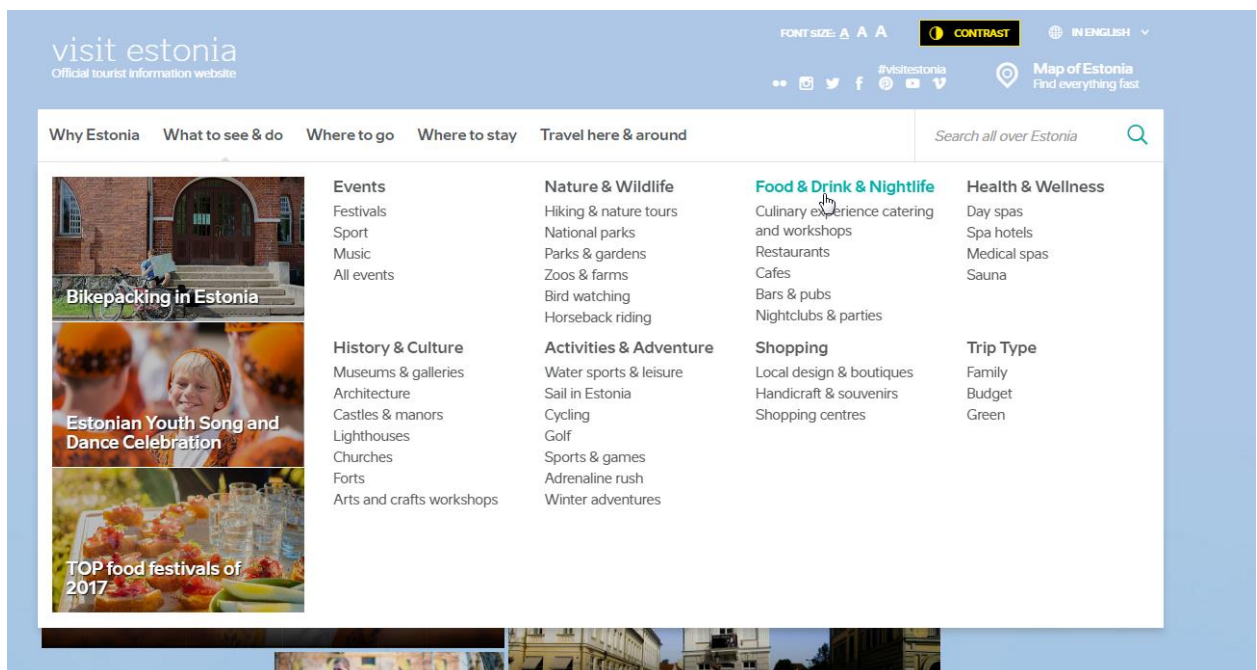 visit estonia
Official tourist information website
FONT SIZE: A A A
CONTRAST
IN ENGLISH
#visitestonia
Map of Estonia
Find everything fast
Why Estonia What to see & do Where to go Where to stay Travel here & around
Search all over Estonia
Bikepacking in Estonia
Estonian Youth Song and
Dance Celebration
TOP food festivals of
2017
Events
Festivals
Sport
Music
All events
Nature & Wildlife
Hiking & nature tours
National parks
Parks & gardens
Zoos & farms
Bird watching
Horseback riding
Food & Drink & Nightlife
Culinary experience catering
and workshops
Restaurants
Cafes
Bars & pubs
Nightclubs & parties
Health & Wellness
Day spas
Spa hotels
Medical spas
Sauna
History & Culture
Museums & galleries
Architecture
Castles & manors
Lighthouses
Churches
Forts
Arts and crafts workshops
Activities & Adventure
Water sports & leisure
Sail in Estonia
Cycling
Golf
Sports & games
Adrenaline rush
Winter adventures
Shopping
Local design & boutiques
Handicraft & souvenirs
Shopping centres
Trip Type
Family
Budget
Green